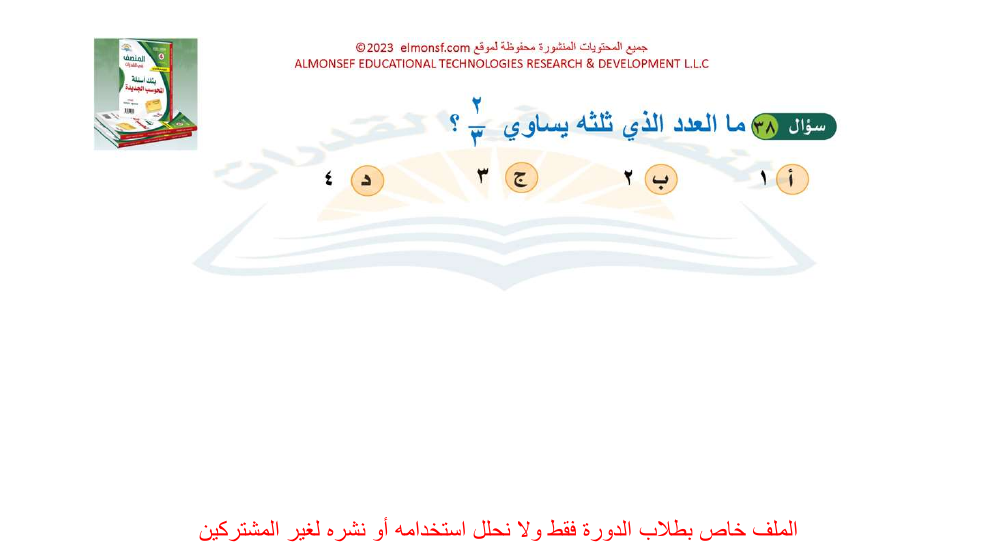 جميع المحتويات المنشورة محفوظة لموقع elmonsf.com ©2023
ALMONSEF EDUCATIONAL TECHNOLOGIES RESEARCH & DEVELOPMENT L.L.C
المنصف
بنك أسئلة
المحوسب الجديدة
سؤال ٣٨ ما العدد الذي ثلثه يساوي ٢/٣ ؟
أ ١ ب ٢ ج ٣ د ٤
الملف خاص بطلاب الدورة فقط ولا نحلل استخدامه أو نشره لغير المشتركين